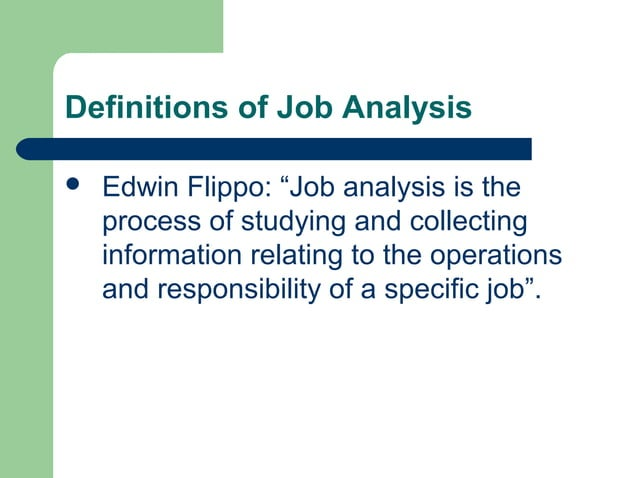 Definitions of Job Analysis
Edwin Flippo: “Job analysis is the
process of studying and collecting
information relating to the operations
and responsibility of a specific job”.